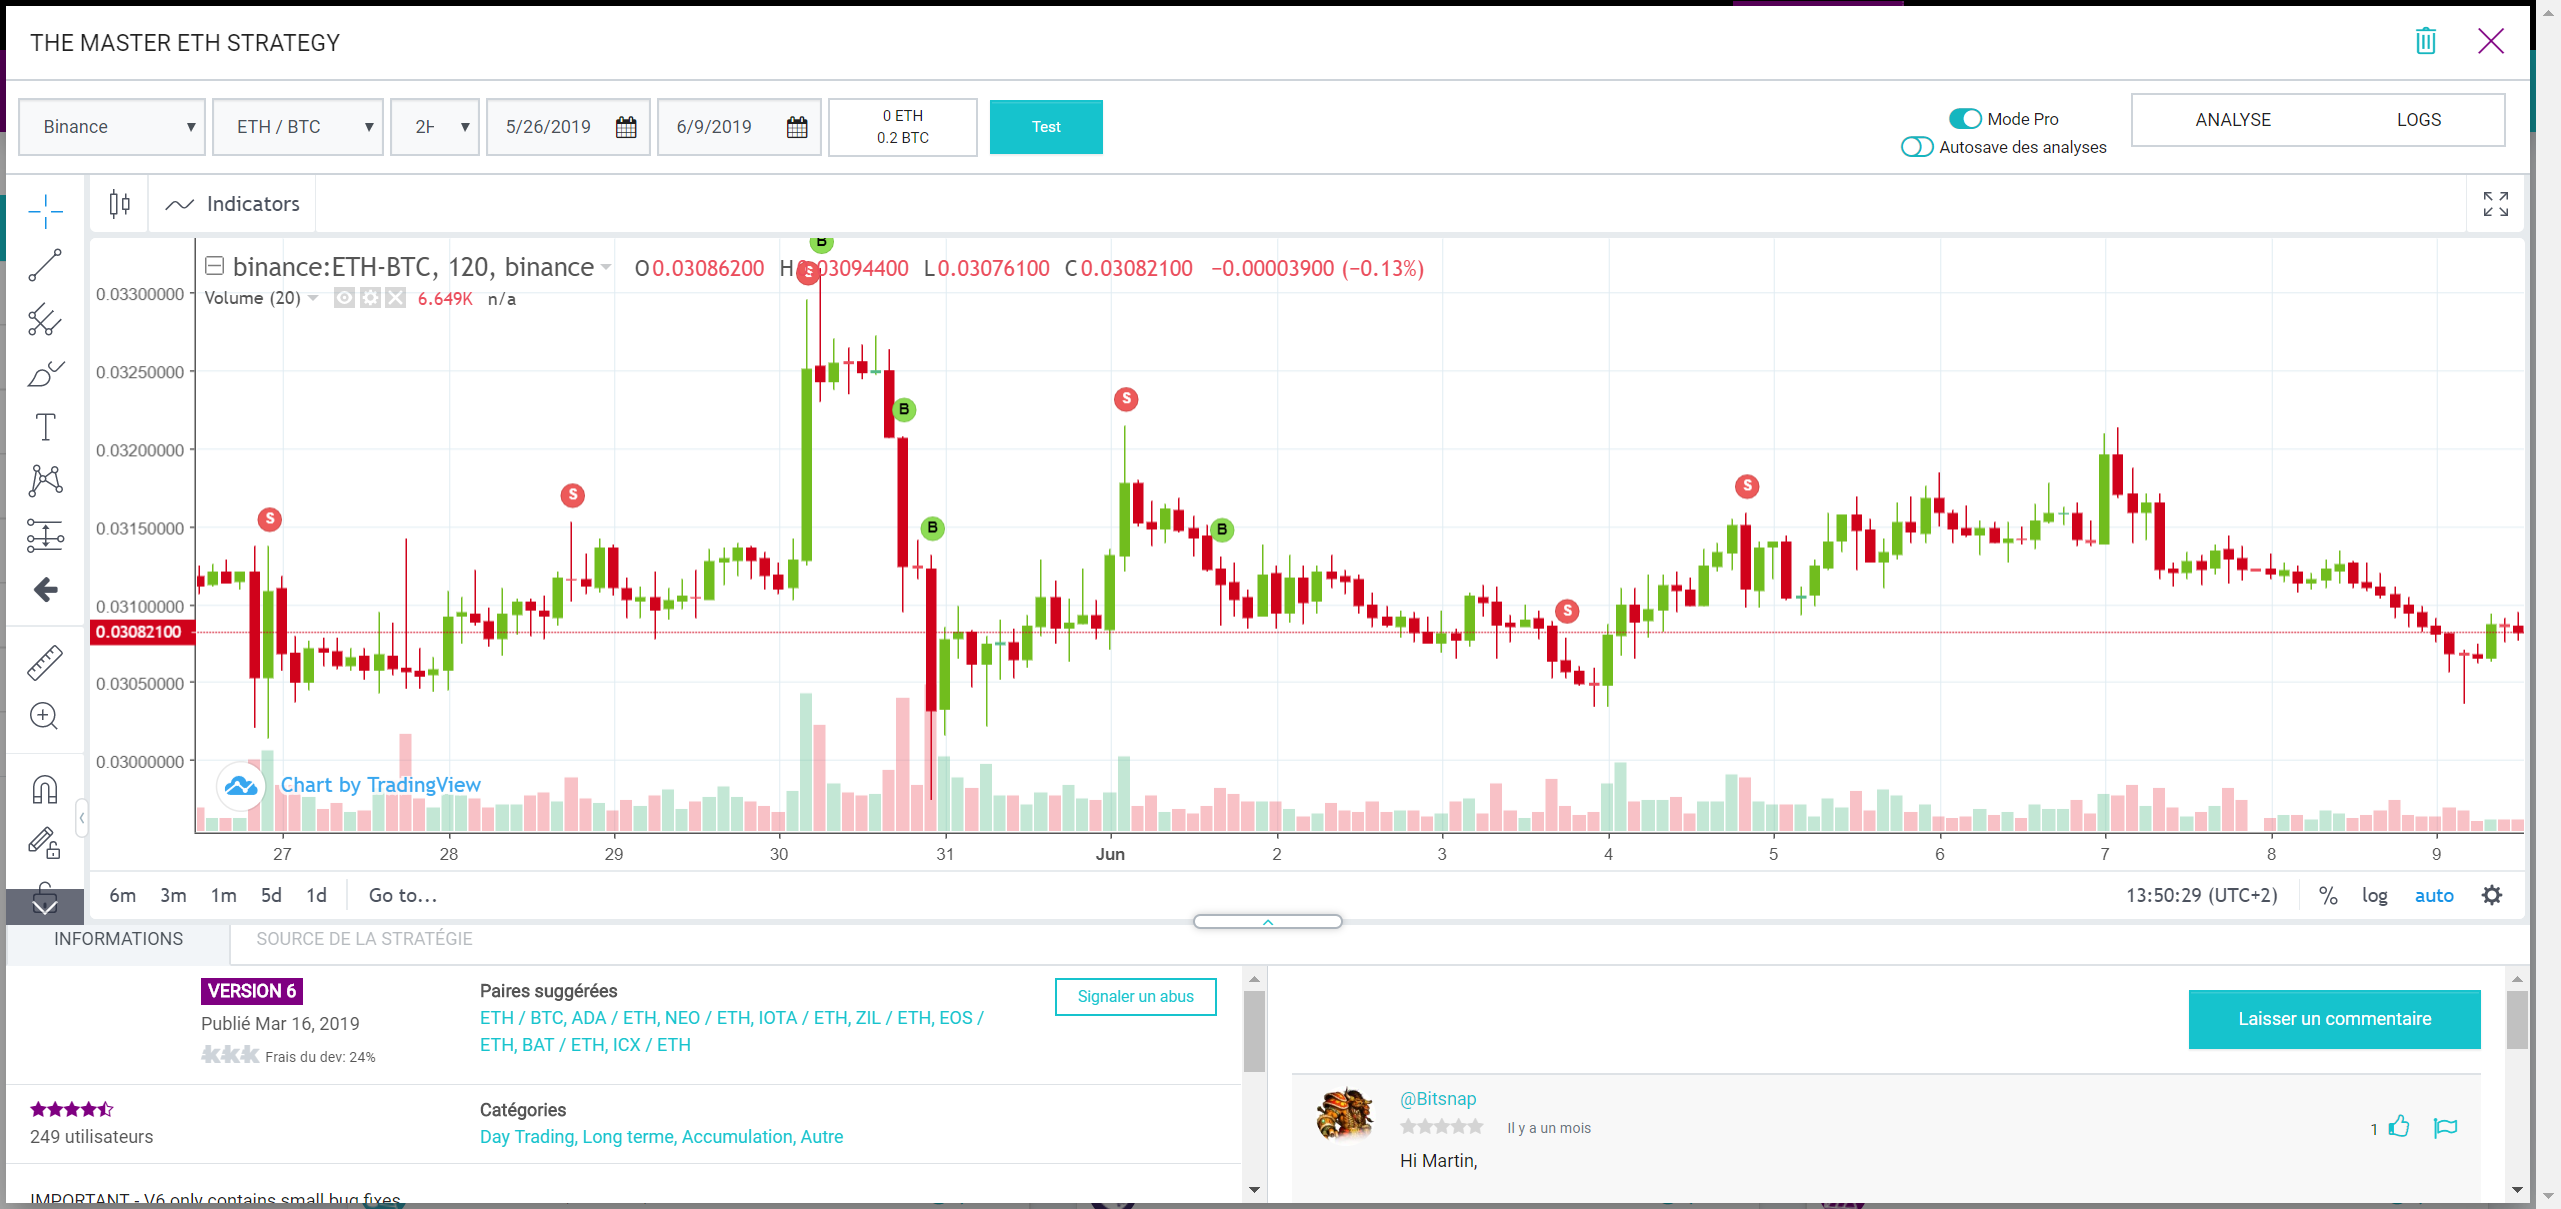 THE MASTER ETH STRATEGY
Binance
ETH / BTC
2H
5/26/2019
6/9/2019
0 ETH
0.2 BTC
Test
Mode Pro
Autosave des analyses
ANALYSE
LOGS
Indicators
binance:ETH-BTC, 120, binance O0.03086200 H0.03094400 L0.03076100 C0.03082100 −0.00003900 (−0.13%)
Volume (20) 6.649K n/a
B
S
B
S
B
S
S
B
S
S
0.03300000
0.03250000
0.03200000
0.03150000
0.03100000
0.03082100
0.03050000
0.03000000
Chart by TradingView
27 28 29 30 31 Jun 2 3 4 5 6 7 8 9
6m 3m 1m 5d 1d Go to...
13:50:29 (UTC+2) % log auto
INFORMATIONS
SOURCE DE LA STRATÉGIE
VERSION 6
Publié Mar 16, 2019
Frais du dev: 24%
Paires suggérées
ETH / BTC, ADA / ETH, NEO / ETH, IOTA / ETH, ZIL / ETH, EOS /
ETH, BAT / ETH, ICX / ETH
Signaler un abus
249 utilisateurs
Catégories
Day Trading, Long terme, Accumulation, Autre
IMPORTANT - V6 only contains small bug fixes
Laisser un commentaire
@Bitsnap
Il y a un mois
1
Hi Martin,